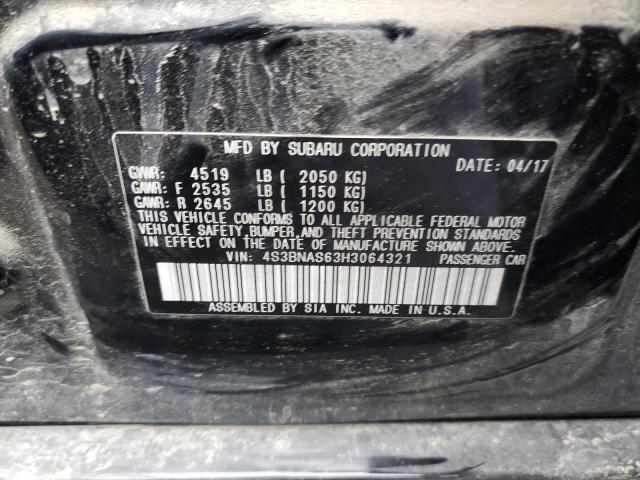 MFD BY SUBARU CORPORATION
DATE: 04/17
GVWR: 4519 LB ( 2050 KG)
GAWR: F 2535 LB ( 1150 KG)
GAWR: R 2645 LB ( 1200 KG)
THIS VEHICLE CONFORMS TO ALL APPLICABLE FEDERAL MOTOR
VEHICLE SAFETY, BUMPER, AND THEFT PREVENTION STANDARDS
IN EFFECT ON THE DATE OF MANUFACTURE SHOWN ABOVE.
VIN: 4S3BNAS63H3064321 PASSENGER CAR
ASSEMBLED BY SIA INC. MADE IN U.S.A.